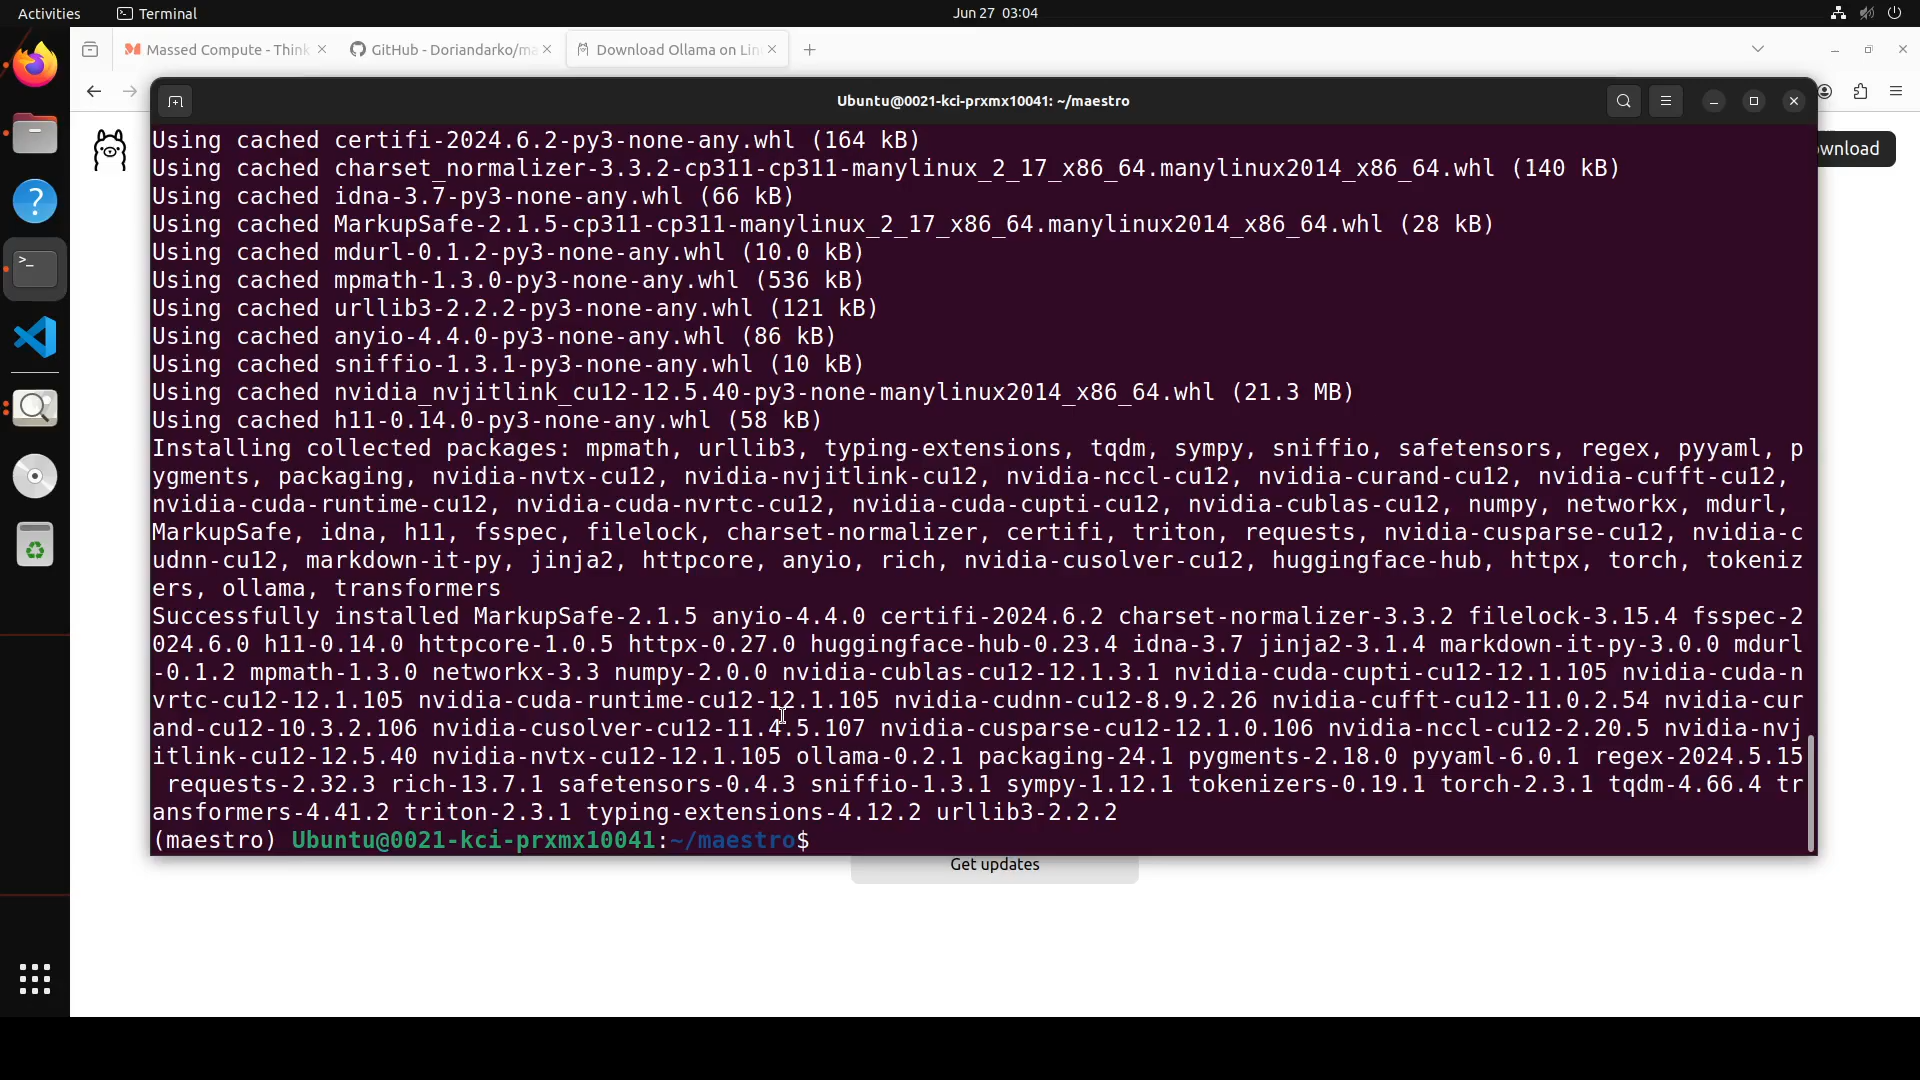 Activities
Terminal
Jun 27 03:04
Massed Compute - Think
GitHub - Doriandarko/ma
Download Ollama on Lin
Ubuntu@0021-kci-prxmx10041: ~/maestro
wnload
Using cached certifi-2024.6.2-py3-none-any.whl (164 kB)
Using cached charset_normalizer-3.3.2-cp311-cp311-manylinux_2_17_x86_64.manylinux2014_x86_64.whl (140 kB)
Using cached idna-3.7-py3-none-any.whl (66 kB)
Using cached MarkupSafe-2.1.5-cp311-cp311-manylinux_2_17_x86_64.manylinux2014_x86_64.whl (28 kB)
Using cached mdurl-0.1.2-py3-none-any.whl (10.0 kB)
Using cached mpmath-1.3.0-py3-none-any.whl (536 kB)
Using cached urllib3-2.2.2-py3-none-any.whl (121 kB)
Using cached anyio-4.4.0-py3-none-any.whl (86 kB)
Using cached sniffio-1.3.1-py3-none-any.whl (10 kB)
Using cached nvidia_nvjitlink_cu12-12.5.40-py3-none-manylinux2014_x86_64.whl (21.3 MB)
Using cached h11-0.14.0-py3-none-any.whl (58 kB)
Installing collected packages: mpmath, urllib3, typing-extensions, tqdm, sympy, sniffio, safetensors, regex, pyyaml, p
ygments, packaging, nvidia-nvtx-cu12, nvidia-nvjitlink-cu12, nvidia-nccl-cu12, nvidia-curand-cu12, nvidia-cufft-cu12,
nvidia-cuda-runtime-cu12, nvidia-cuda-nvrtc-cu12, nvidia-cuda-cupti-cu12, nvidia-cublas-cu12, numpy, networkx, mdurl,
MarkupSafe, idna, h11, fsspec, filelock, charset-normalizer, certifi, triton, requests, nvidia-cusparse-cu12, nvidia-c
udnn-cu12, markdown-it-py, jinja2, httpcore, anyio, rich, nvidia-cusolver-cu12, huggingface-hub, httpx, torch, tokeniz
ers, ollama, transformers
Successfully installed MarkupSafe-2.1.5 anyio-4.4.0 certifi-2024.6.2 charset-normalizer-3.3.2 filelock-3.15.4 fsspec-2
024.6.0 h11-0.14.0 httpcore-1.0.5 httpx-0.27.0 huggingface-hub-0.23.4 idna-3.7 jinja2-3.1.4 markdown-it-py-3.0.0 mdurl
-0.1.2 mpmath-1.3.0 networkx-3.3 numpy-2.0.0 nvidia-cublas-cu12-12.1.3.1 nvidia-cuda-cupti-cu12-12.1.105 nvidia-cuda-n
vrtc-cu12-12.1.105 nvidia-cuda-runtime-cu12-12.1.105 nvidia-cudnn-cu12-8.9.2.26 nvidia-cufft-cu12-11.0.2.54 nvidia-cur
and-cu12-10.3.2.106 nvidia-cusolver-cu12-11.4.5.107 nvidia-cusparse-cu12-12.1.0.106 nvidia-nccl-cu12-2.20.5 nvidia-nvj
itlink-cu12-12.5.40 nvidia-nvtx-cu12-12.1.105 ollama-0.2.1 packaging-24.1 pygments-2.18.0 pyyaml-6.0.1 regex-2024.5.15
requests-2.32.3 rich-13.7.1 safetensors-0.4.3 sniffio-1.3.1 sympy-1.12.1 tokenizers-0.19.1 torch-2.3.1 tqdm-4.66.4 tr
ansformers-4.41.2 triton-2.3.1 typing-extensions-4.12.2 urllib3-2.2.2
(maestro) Ubuntu@0021-kci-prxmx10041:~/maestro$
Get updates